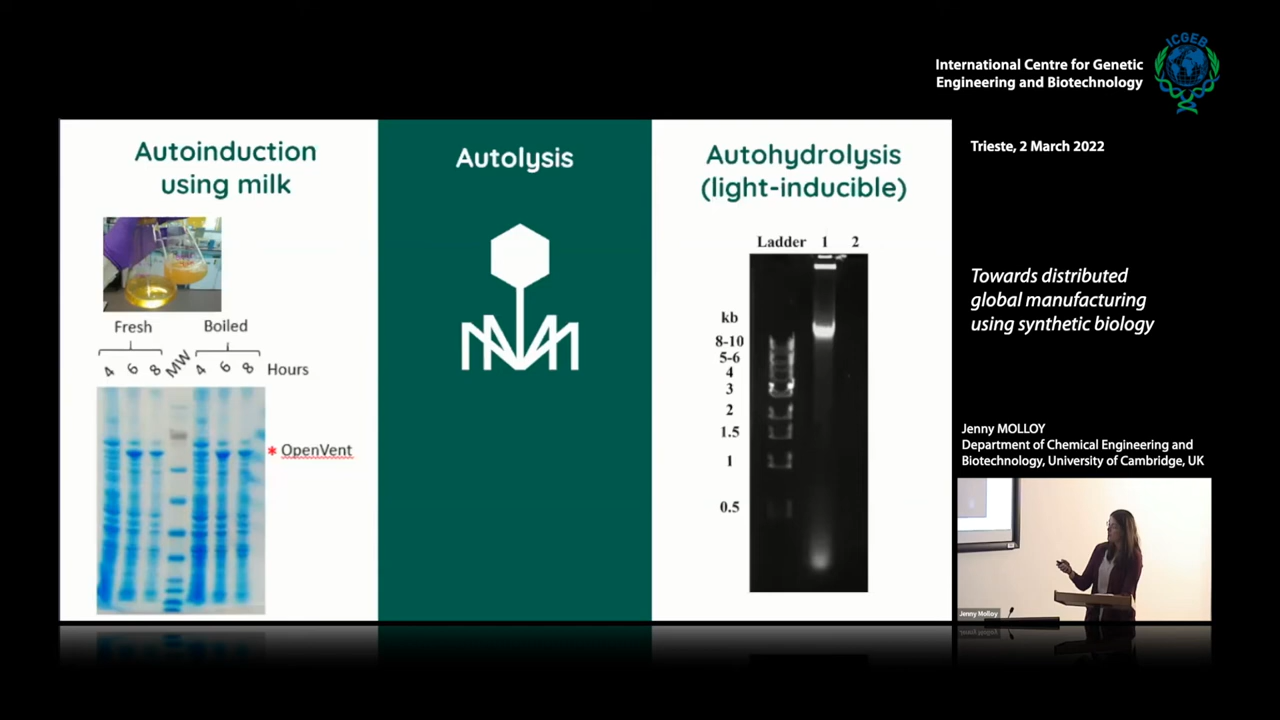 ICGEB
International Centre for Genetic
Engineering and Biotechnology
Trieste, 2 March 2022
Towards distributed
global manufacturing
using synthetic biology
Jenny MOLLOY
Department of Chemical Engineering and
Biotechnology, University of Cambridge, UK
Jenny Molloy
Autoinduction
using milk
Fresh
Boiled
4 6 8 MW 4 6 8 Hours
* OpenVent
Autolysis
Autohydrolysis
(light-inducible)
Ladder 1 2
kb
8-10
5-6
4
3
2
1.5
1
0.5